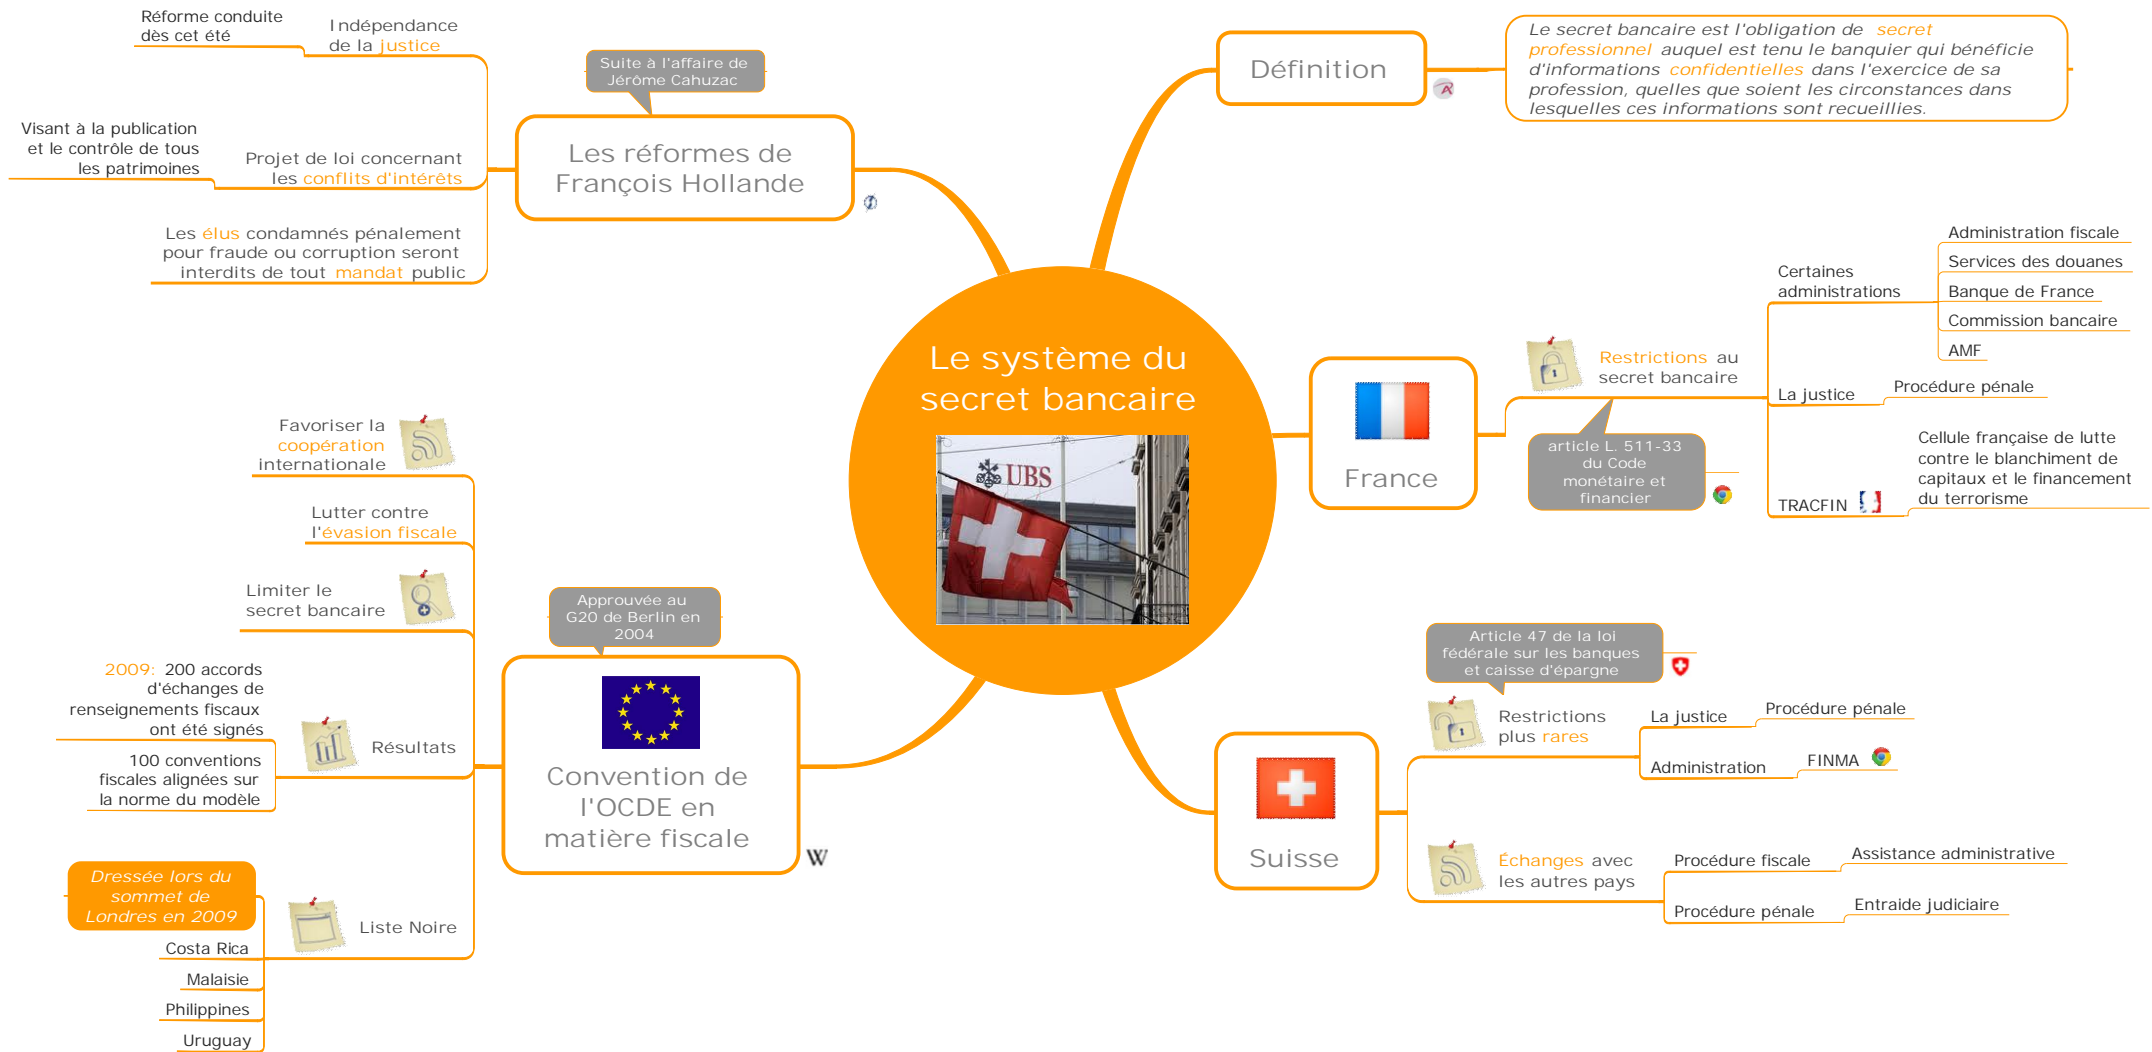 Le système du
secret bancaire
UBS
Définition
Le secret bancaire est l'obligation de secret
professionnel auquel est tenu le banquier qui bénéficie
d'informations confidentielles dans l'exercice de sa
profession, quelles que soient les circonstances dans
lesquelles ces informations sont recueillies.
France
Restrictions au
secret bancaire
article L. 511-33
du Code
monétaire et
financier
Certaines
administrations
Administration fiscale
Services des douanes
Banque de France
Commission bancaire
AMF
La justice
Procédure pénale
TRACFIN
Cellule française de lutte
contre le blanchiment de
capitaux et le financement
du terrorisme
Suisse
Article 47 de la loi
fédérale sur les banques
et caisse d'épargne
Restrictions
plus rares
La justice
Procédure pénale
Administration
FINMA
Échanges avec
les autres pays
Procédure fiscale
Assistance administrative
Procédure pénale
Entraide judiciaire
Les réformes de
François Hollande
Suite à l'affaire de
Jérôme Cahuzac
Indépendance
de la justice
Réforme conduite
dès cet été
Projet de loi concernant
les conflits d'intérêts
Visant à la publication
et le contrôle de tous
les patrimoines
Les élus condamnés pénalement
pour fraude ou corruption seront
interdits de tout mandat public
Convention de
l'OCDE en
matière fiscale
W
Approuvée au
G20 de Berlin en
2004
Favoriser la
coopération
internationale
Lutter contre
l'évasion fiscale
Limiter le
secret bancaire
Résultats
2009: 200 accords
d'échanges de
renseignements fiscaux
ont été signés
100 conventions
fiscales alignées sur
la norme du modèle
Liste Noire
Dressée lors du
sommet de
Londres en 2009
Costa Rica
Malaisie
Philippines
Uruguay